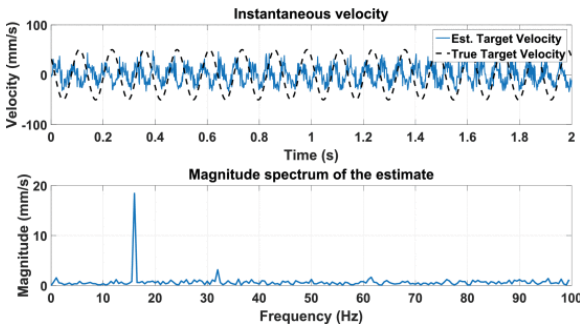 Instantaneous velocity
100
0
-100
Velocity (mm/s)
Est. Target Velocity
True Target Velocity
0 0.2 0.4 0.6 0.8 1 1.2 1.4 1.6 1.8 2
Time (s)
Magnitude spectrum of the estimate
20
10
0
Magnitude (mm/s)
0 10 20 30 40 50 60 70 80 90 100
Frequency (Hz)